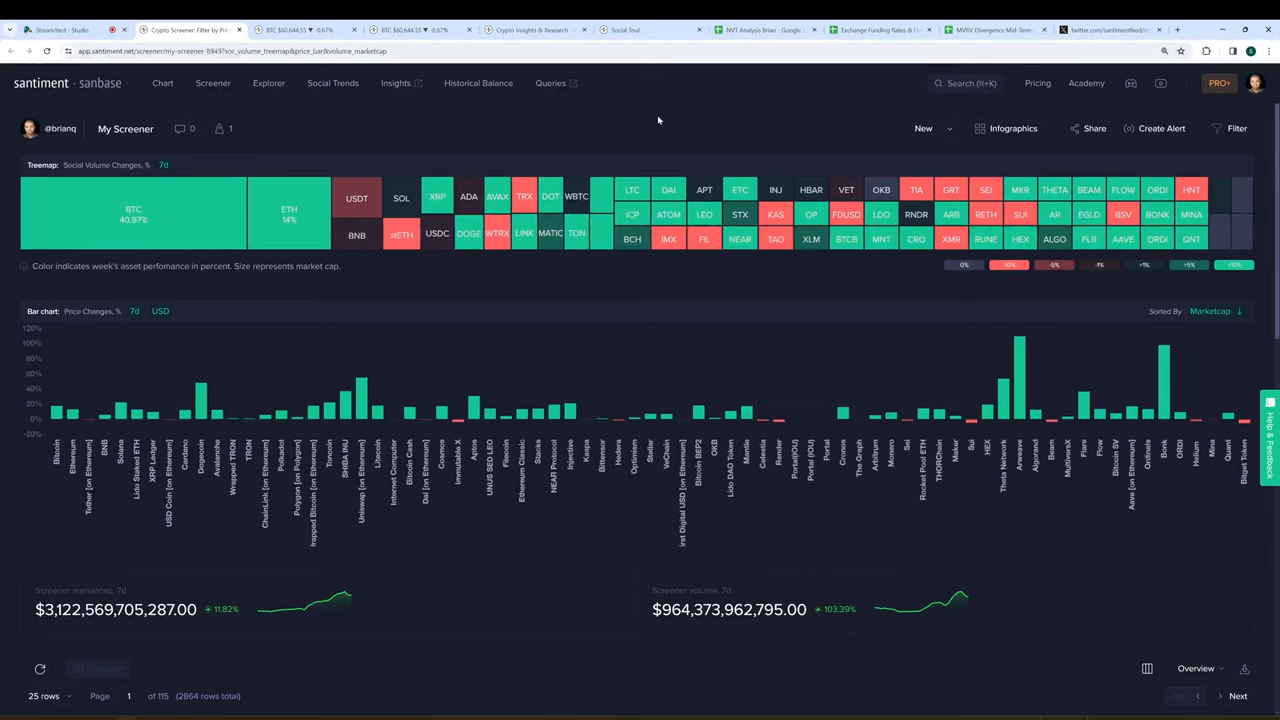 StreamYard - Studio
Crypto Screener: Filter by Pric
BTC $60,644.55 ▼ -0.67%
BTC $60,644.55 ▼ -0.67%
Crypto Insights & Research -
Social Tool
NVT Analysis Brian - Google S
Exchange Funding Rates & D
MVRV Divergence Mid-Term
twitter.com/santimentfeed/st
app.santiment.net/screener/my-screener-8949?soc_volume_treemap&price_bar&volume_marketcap
santiment sanbase
Chart Screener Explorer Social Trends Insights Historical Balance Queries
Search (⌘+K) Pricing Academy PRO+
@brianq My Screener 0 1
New Infographics Share Create Alert Filter
Treemap: Social Volume Changes, % 7d
BTC 40.97%
ETH 14%
USDT SOL XRP ADA AVAX TRX DOT WBTC
BNB stETH USDC DOGE WTRX LINK MATIC TON
LTC DAI APT ETC INJ HBAR VET OKB TIA GRT SEI MKR THETA BEAM FLOW ORDI HNT
ICP ATOM LEO STX KAS OP FDUSD LDO RNDR ARB RETH SUI AR EGLD BONK BSV MINA
BCH IMX FIL NEAR TAO XLM BTCB MNT CRO XMR RUNE HEX ALGO FLR AAVE ORDI QNT
Color indicates week's asset perfomance in percent. Size represents market cap.
0% -10% -5% -1% +1% +5% +10%
Bar chart: Price Changes, % 7d USD
Sorted By Marketcap ↓
120%
100%
80%
60%
40%
20%
0%
-20%
Bitcoin
Ethereum
Tether [on Ethereum]
BNB
Solana
Lido Staked ETH
XRP Ledger
USD Coin [on Ethereum]
Cardano
Dogecoin
Avalanche
Wrapped TRON
TRON
ChainLink [on Ethereum]
Polkadot
Polygon [on Polygon]
rapped Bitcoin [on Ethereum]
Toncoin
SHIBA INU
Uniswap [on Ethereum]
Litecoin
Internet Computer
Bitcoin Cash
Dai [on Ethereum]
Cosmos
Immutable X
Aptos
UNUS SED LEO
Filecoin
Ethereum Classic
Stacks
NEAR Protocol
Injective
Kaspa
Bittensor
Hedera
Optimism
Stellar
VeChain
irst Digital USD [on Ethereum]
Bitcoin BEP2
OKB
Lido DAO Token
Mantle
Celestia
Render
Portal(IOU)
Portal (IOU)
Portal
Cronos
The Graph
Arbitrum
Monero
Sei
Rocket Pool ETH
THORChain
Maker
Sui
HEX
Theta Network
Arweave
Algorand
Beam
MultiversX
Flare
Flow
Bitcoin SV
Aave [on Ethereum]
Ordinals
Bonk
ORDI
Helium
Mina
Quant
Bitget Token
Help & Feedback
Screener marketcap, 7d
$3,122,569,705,287.00 11.82%
Screener volume, 7d
$964,373,962,795.00 103.39%
Compare
Overview
25 rows Page 1 of 115 (2864 rows total)
Prev Next